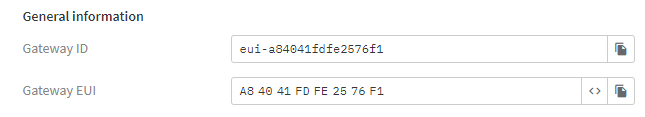 General information
Gateway ID eui-a84041fdfe2576f1
Gateway EUI A8 40 41 FD FE 25 76 F1 <>